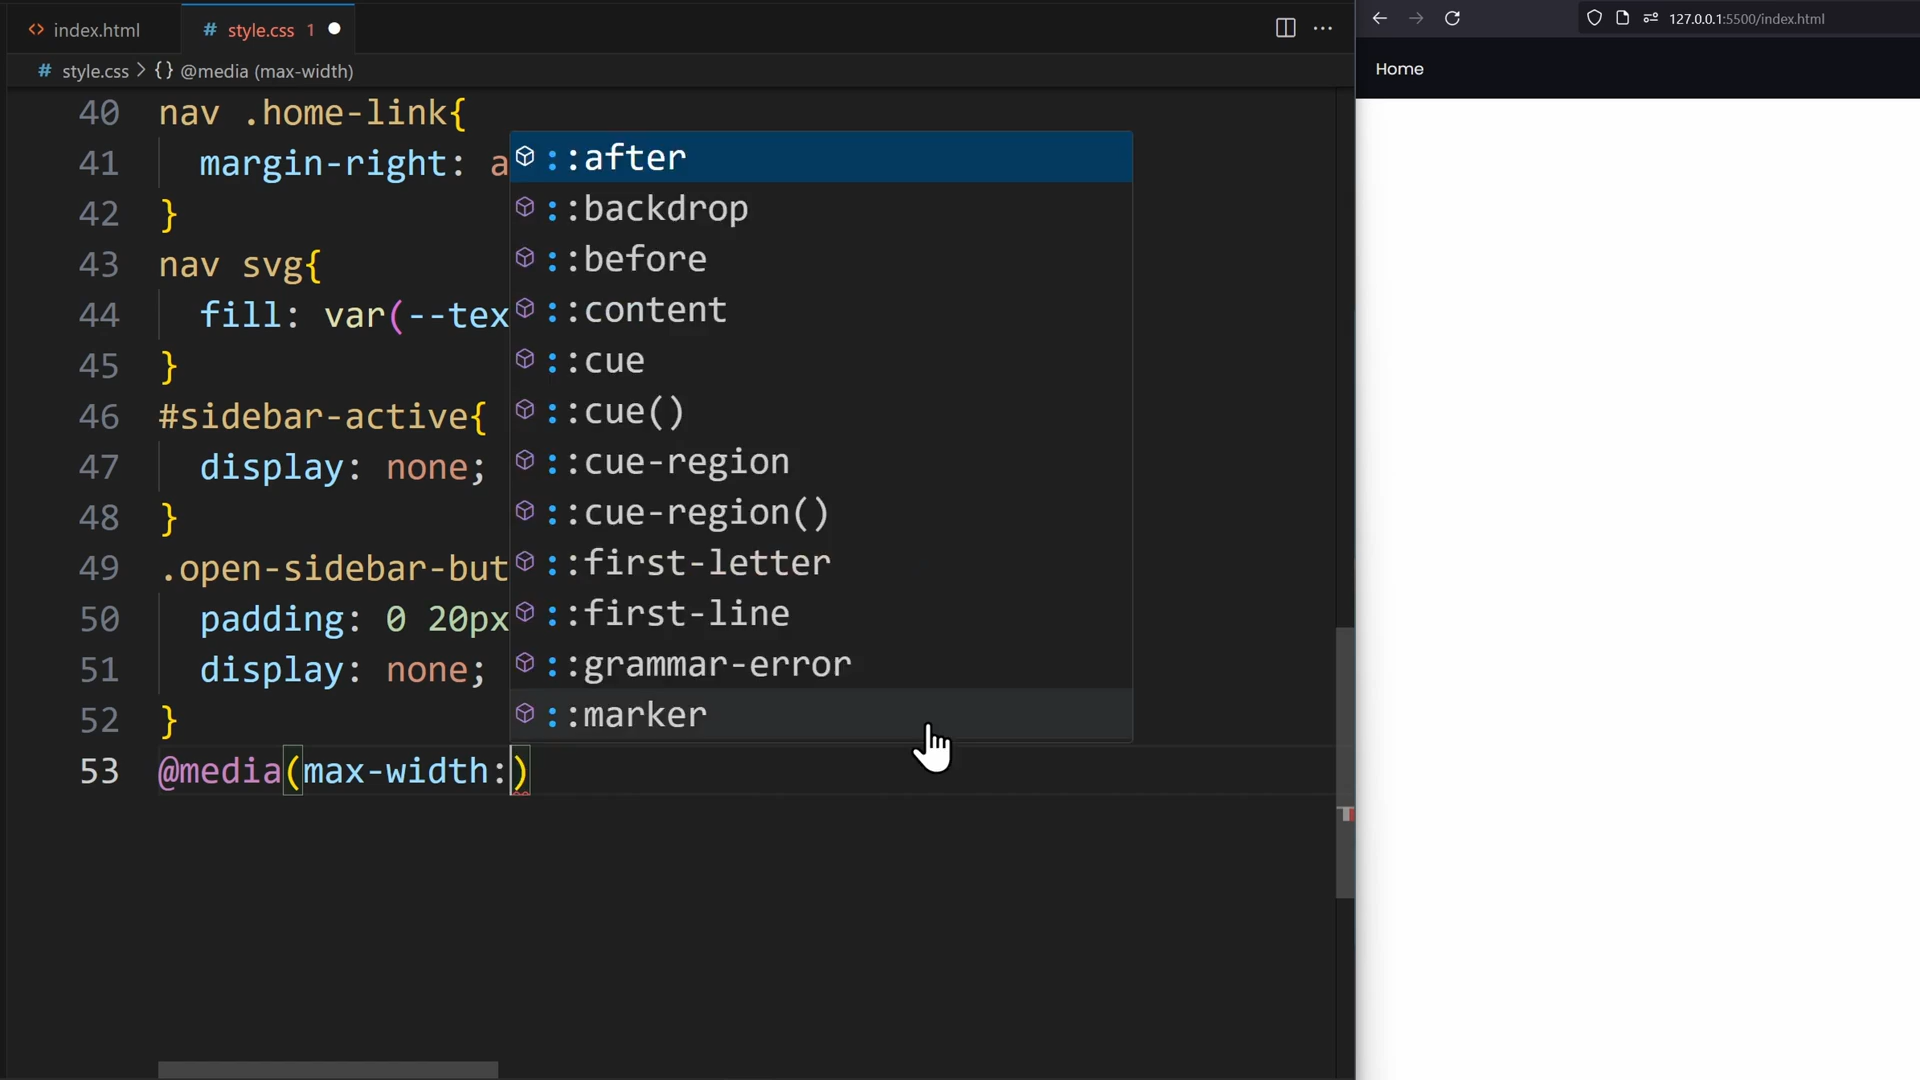 index.html
style.css 1
style.css > {} @media (max-width)
40 nav .home-link{
41 margin-right: a
42 }
43 nav svg{
44 fill: var(--tex
45 }
46 #sidebar-active{
47 display: none;
48 }
49 .open-sidebar-but
50 padding: 0 20px
51 display: none;
52 }
53 @media(max-width:)
::after
::backdrop
::before
::content
::cue
::cue()
::cue-region
::cue-region()
::first-letter
::first-line
::grammar-error
::marker
127.0.0.1:5500/index.html
Home